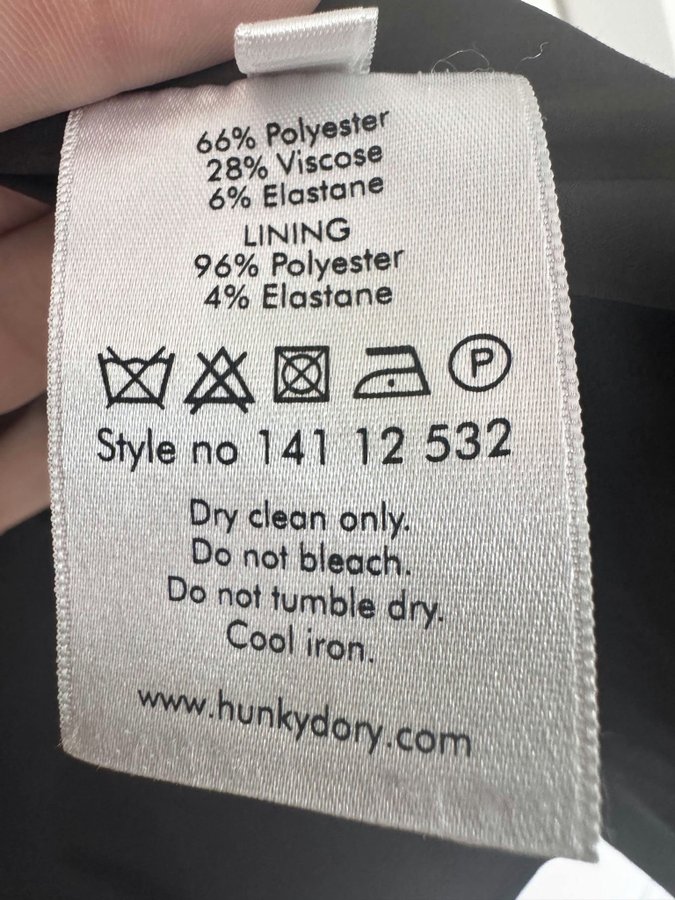 66% Polyester
28% Viscose
6% Elastane
LINING
96% Polyester
4% Elastane
P
Style no 141 12 532
Dry clean only.
Do not bleach.
Do not tumble dry.
Cool iron.
www.hunkydory.com